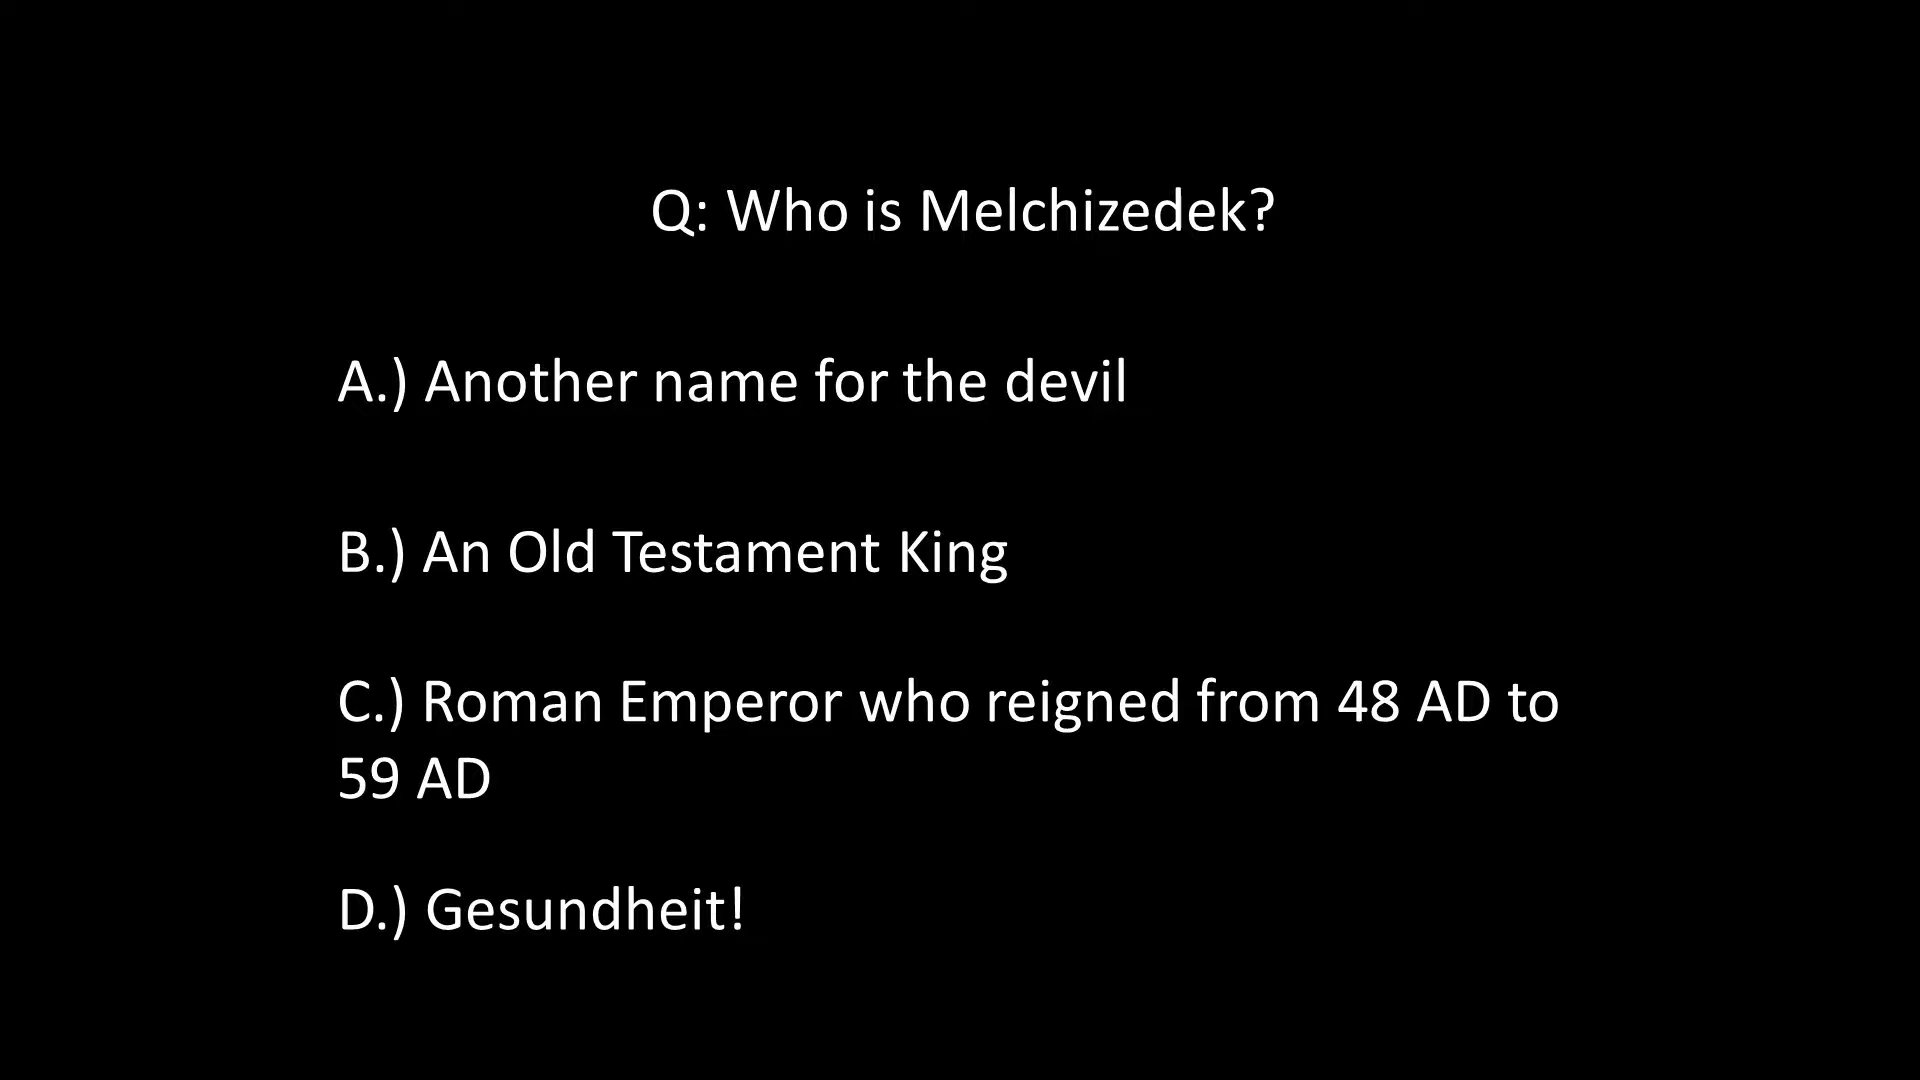 Q: Who is Melchizedek?
A.) Another name for the devil
B.) An Old Testament King
C.) Roman Emperor who reigned from 48 AD to
59 AD
D.) Gesundheit!